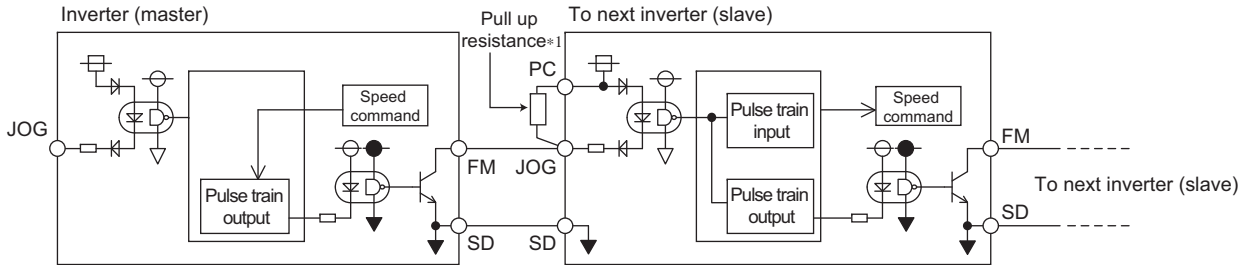 Inverter (master)
Pull up
resistance*1
To next inverter (slave)
PC
JOG
Speed
command
Pulse train
output
FM
SD
JOG
SD
Pulse train
input
Speed
command
Pulse train
output
FM
To next inverter (slave)
SD